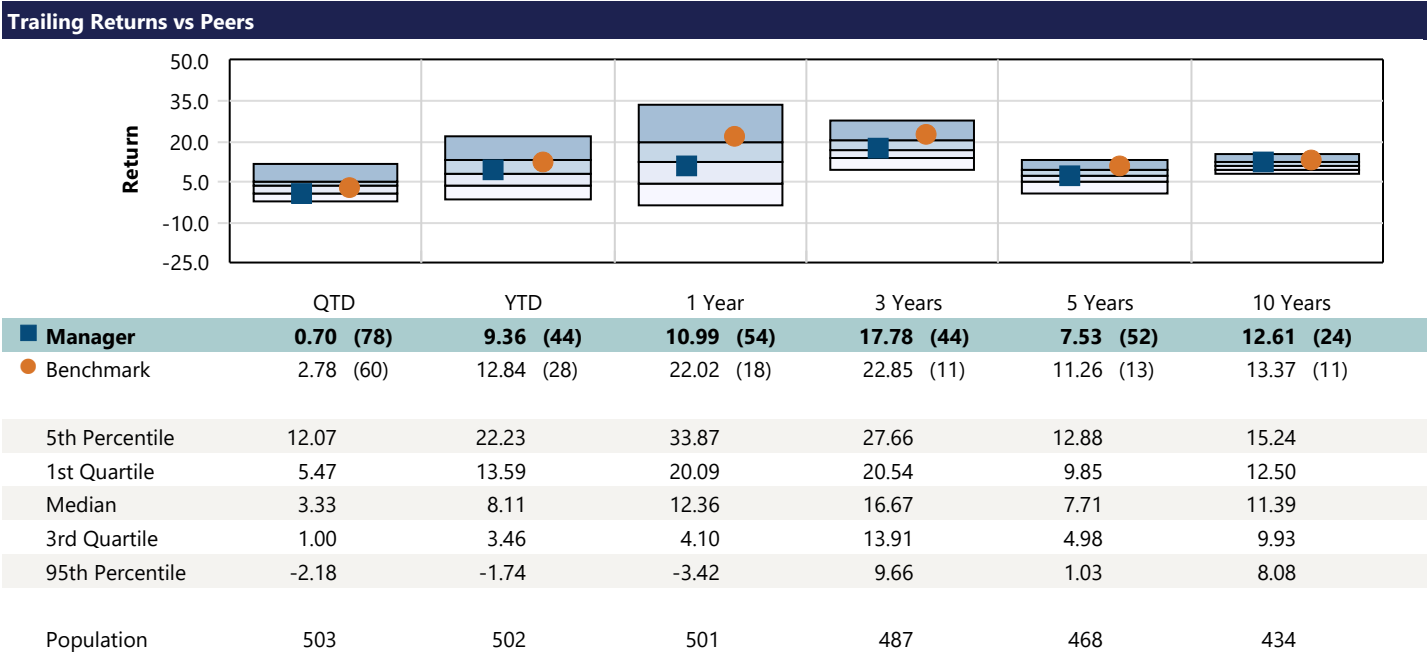 Trailing Returns vs Peers
50.0
35.0
20.0
5.0
-10.0
-25.0
Return
QTD YTD 1 Year 3 Years 5 Years 10 Years
Manager 0.70 (78) 9.36 (44) 10.99 (54) 17.78 (44) 7.53 (52) 12.61 (24)
Benchmark 2.78 (60) 12.84 (28) 22.02 (18) 22.85 (11) 11.26 (13) 13.37 (11)
5th Percentile 12.07 22.23 33.87 27.66 12.88 15.24
1st Quartile 5.47 13.59 20.09 20.54 9.85 12.50
Median 3.33 8.11 12.36 16.67 7.71 11.39
3rd Quartile 1.00 3.46 4.10 13.91 4.98 9.93
95th Percentile -2.18 -1.74 -3.42 9.66 1.03 8.08
Population 503 502 501 487 468 434